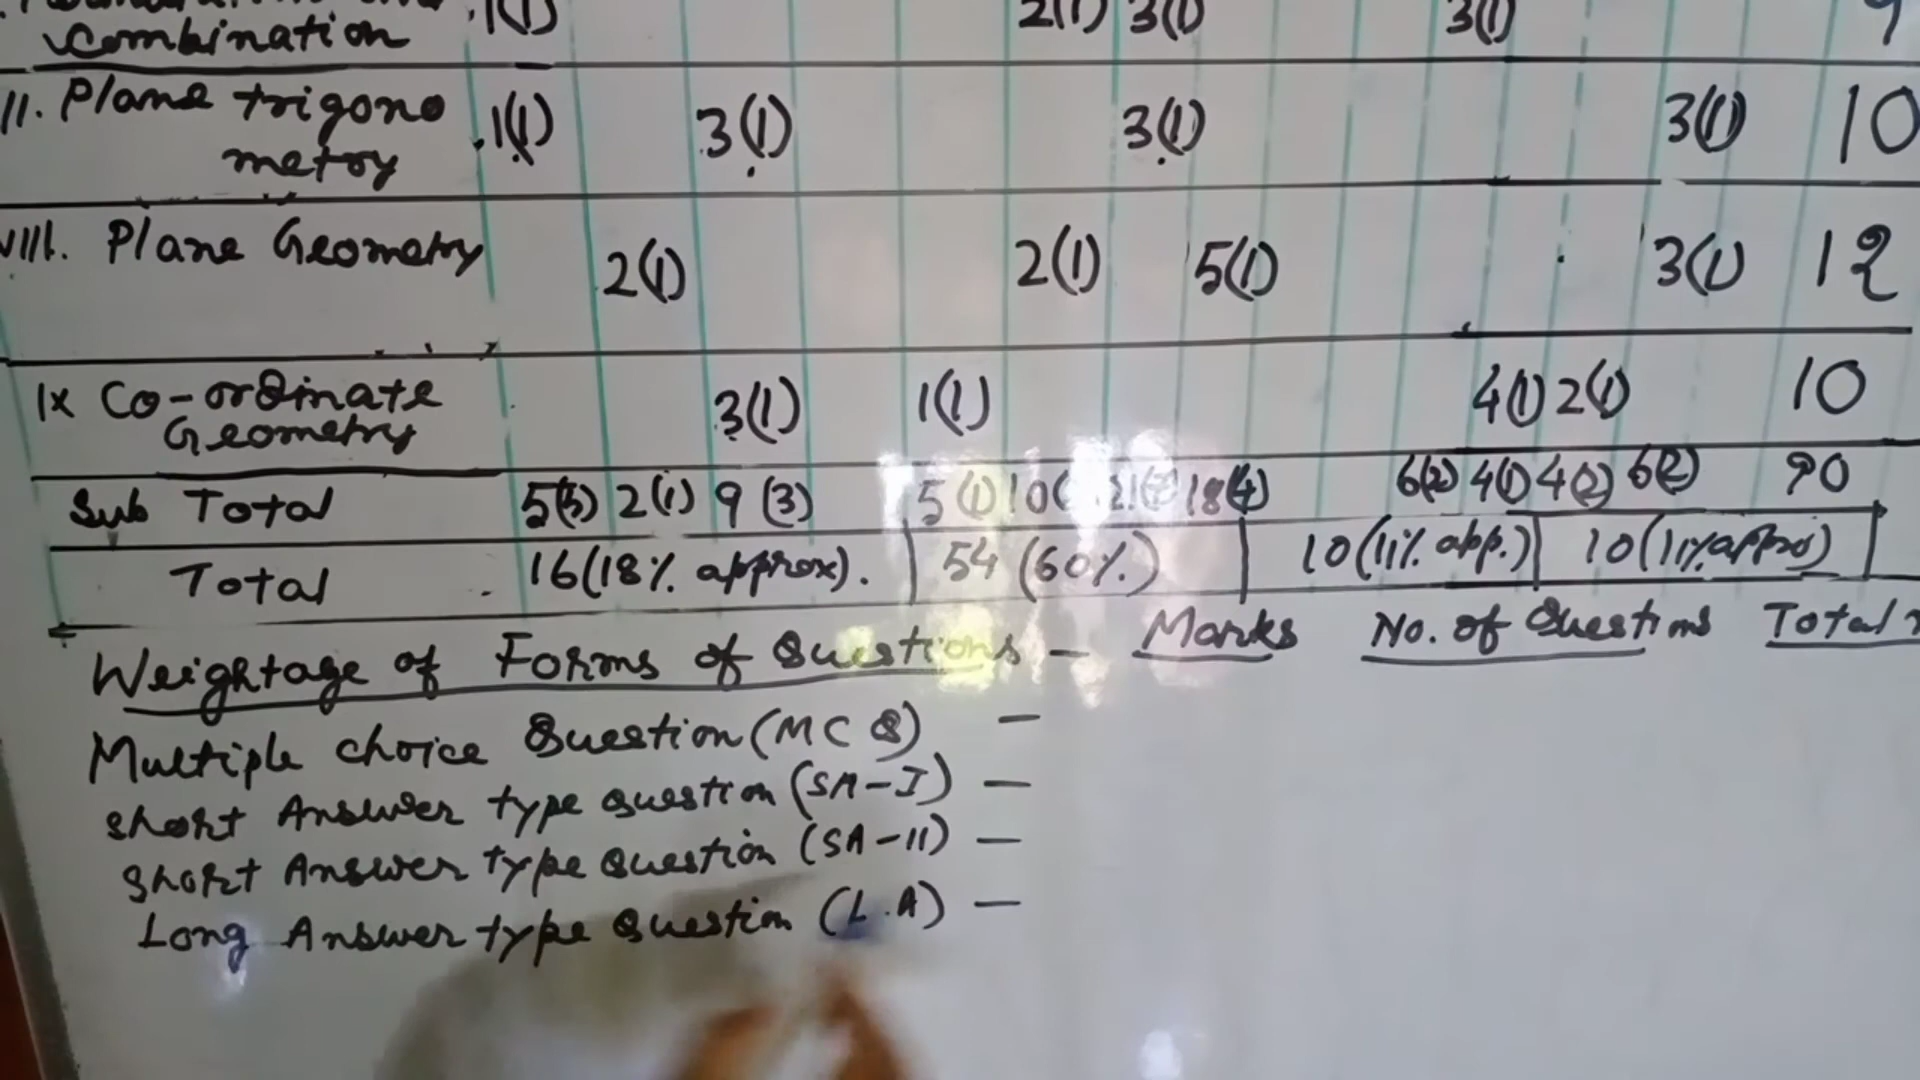 combination 1(1) 2(1) 3(1) 3(1) 9
II. Plane trigono 1(1) 3(1) 3(1) 3(1) 10
metry
VIII. Plane Geometry 2(1) 2(1) 5(1) 3(1) 12
IX Co-ordinate 3(1) 1(1) 4(1) 2(1) 10
Geometry
Sub Total 5(5) 2(1) 9(3) 5(1) 10( 21( 18(4) 6(2) 4(1) 4(2) 6(2) 90
Total 16(18% approx). 54 (60%.) 10(11% app.) 10(11% appro)
Weightage of Forms of Questions - Marks No. of Questions Total
Multiple choice Question (MCQ) -
Short Answer type Question (SA-I) -
Short Answer type Question (SA-II) -
Long Answer type Question (L.A) -